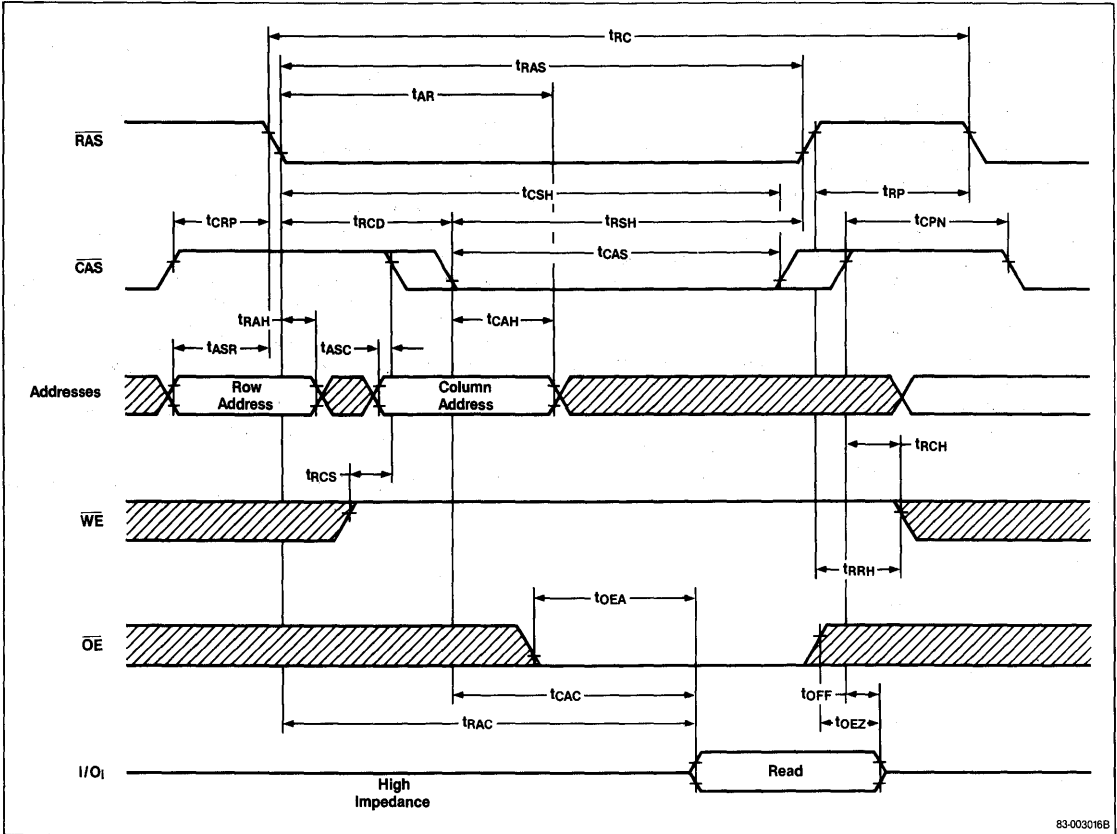 tRC
tRAS
tAR
RAS
tCSH
tRP
tCRP
tRCD
tRSH
tCPN
CAS
tCAS
tRAH
tCAH
tASR
tASC
Addresses
Row
Address
Column
Address
tRCS
tRCH
WE
tRRH
tOEA
OE
tCAC
tOFF
tRAC
tOEZ
I/OI
Read
High
Impedance
83-003016B